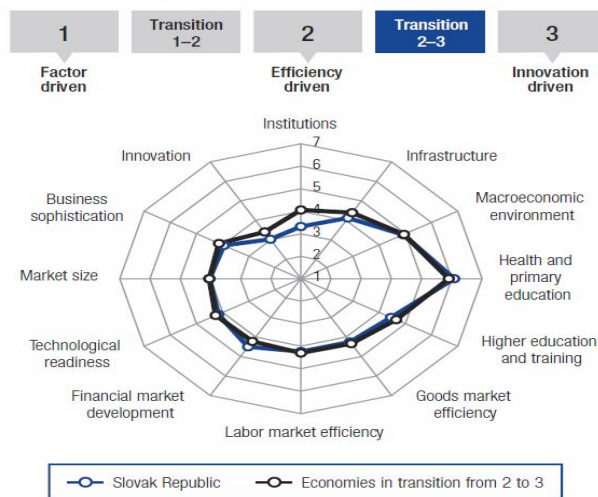 1
Transition
1–2
2
Transition
2–3
3
Factor
driven
Efficiency
driven
Innovation
driven
Institutions
7
6
5
4
3
2
1
Infrastructure
Macroeconomic
environment
Health and
primary
education
Higher education
and training
Goods market
efficiency
Labor market efficiency
Financial market
development
Technological
readiness
Market size
Business
sophistication
Innovation
Slovak Republic
Economies in transition from 2 to 3